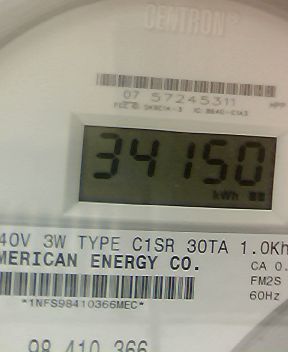 CENTRON®
07 57245311
34150
kWh
40V 3W TYPE C1SR 30TA 1.0Kh
MERICAN ENERGY CO.
CA 0.
FM2S
*1NFS98410366MEC*
60Hz
98 410 366